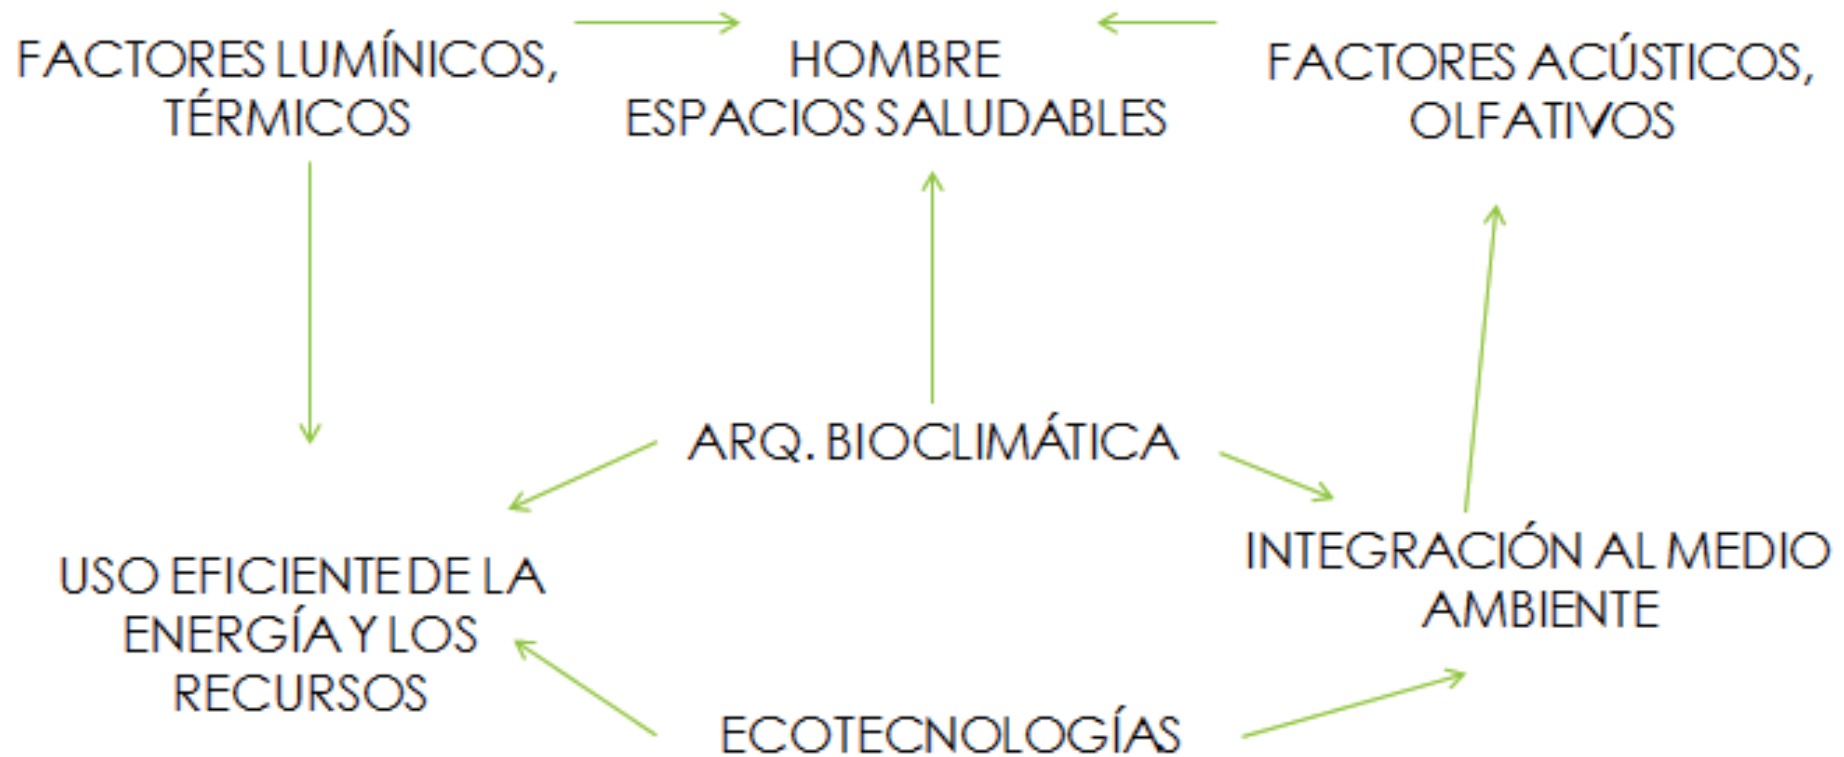 FACTORES LUMÍNICOS,
TÉRMICOS
HOMBRE
ESPACIOS SALUDABLES
FACTORES ACÚSTICOS,
OLFATIVOS
ARQ. BIOCLIMÁTICA
USO EFICIENTE DE LA
ENERGÍA Y LOS
RECURSOS
INTEGRACIÓN AL MEDIO
AMBIENTE
ECOTECNOLOGÍAS